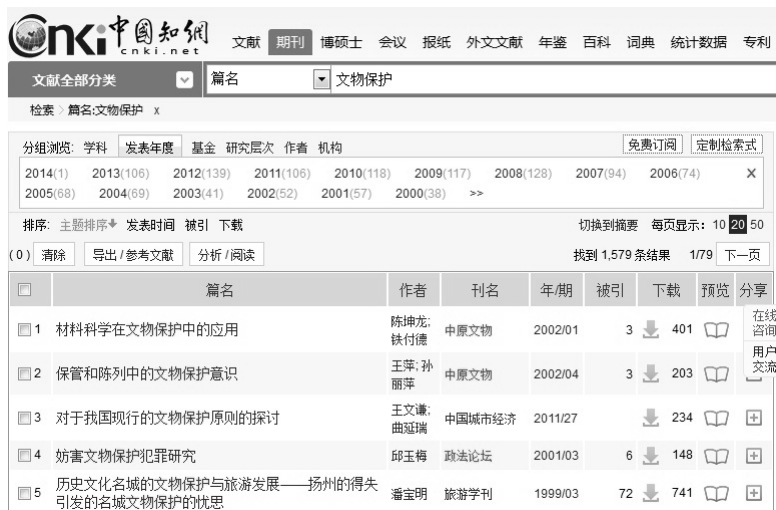 Cnki中国知网
cnki.net
文献 期刊 博硕士 会议 报纸 外文文献 年鉴 百科 词典 统计数据 专利
文献全部分类 篇名 文物保护
检索 > 篇名:文物保护 x
分组浏览: 学科 发表年度 基金 研究层次 作者 机构 免费订阅 定制检索式
2014(1) 2013(106) 2012(139) 2011(106) 2010(118) 2009(117) 2008(128) 2007(94) 2006(74) X
2005(68) 2004(69) 2003(41) 2002(52) 2001(57) 2000(38) >>
排序: 主题排序 发表时间 被引 下载 切换到摘要 每页显示: 10 20 50
(0) 清除 导出/参考文献 分析/阅读 找到 1,579 条结果 1/79 下一页
篇名 作者 刊名 年/期 被引 下载 预览 分享
1 材料科学在文物保护中的应用 陈坤龙; 铁付德 中原文物 2002/01 3 401
在线咨询
2 保管和陈列中的文物保护意识 王萍; 孙丽萍 中原文物 2002/04 3 203
用户交流
3 对于我国现行的文物保护原则的探讨 王文谦; 曲延瑞 中国城市经济 2011/27 234
4 妨害文物保护犯罪研究 邱玉梅 政法论坛 2001/03 6 148
5 历史文化名城的文物保护与旅游发展——扬州的得失
引发的名城文物保护的忧思 潘宝明 旅游学刊 1999/03 72 741